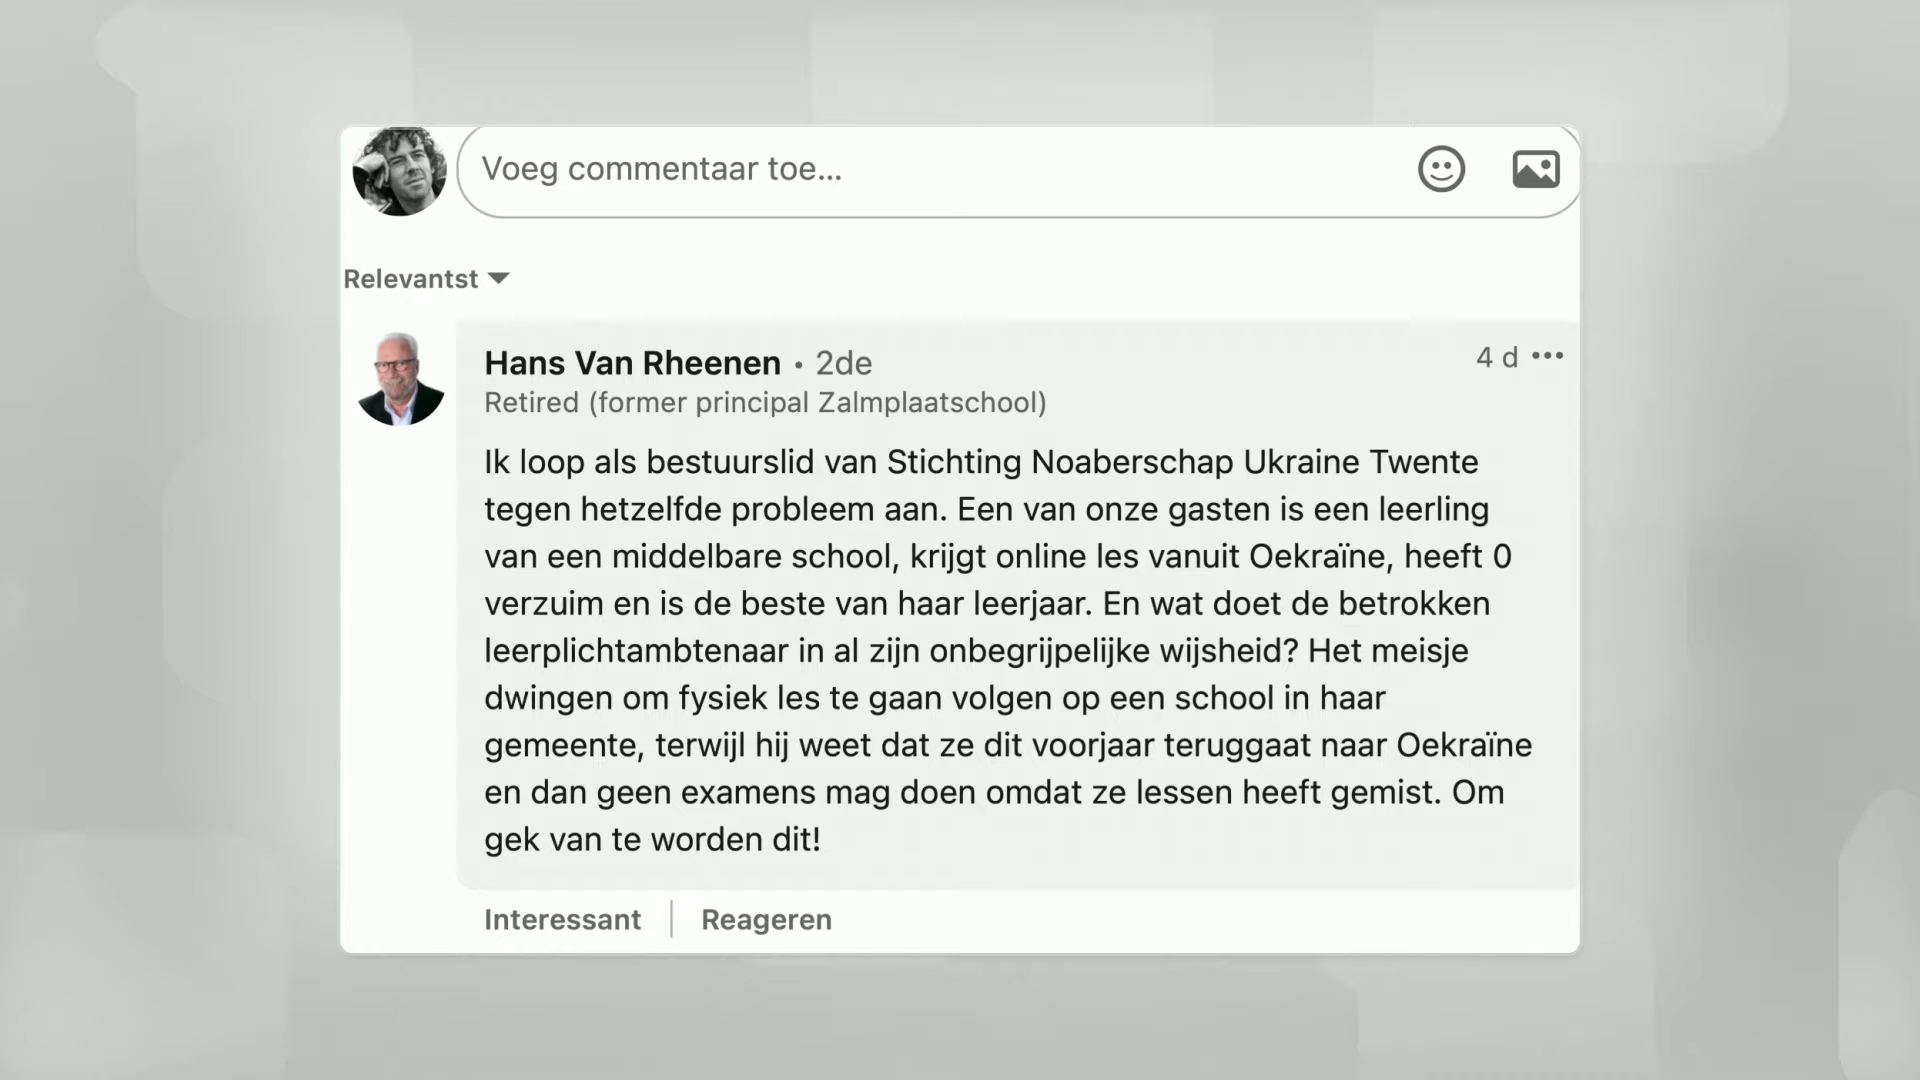 Voeg commentaar toe...
Relevantst
Hans Van Rheenen • 2de
4 d •••
Retired (former principal Zalmplaatschool)
Ik loop als bestuurslid van Stichting Noaberschap Ukraine Twente
tegen hetzelfde probleem aan. Een van onze gasten is een leerling
van een middelbare school, krijgt online les vanuit Oekraïne, heeft 0
verzuim en is de beste van haar leerjaar. En wat doet de betrokken
leerplichtambtenaar in al zijn onbegrijpelijke wijsheid? Het meisje
dwingen om fysiek les te gaan volgen op een school in haar
gemeente, terwijl hij weet dat ze dit voorjaar teruggaat naar Oekraïne
en dan geen examens mag doen omdat ze lessen heeft gemist. Om
gek van te worden dit!
Interessant | Reageren